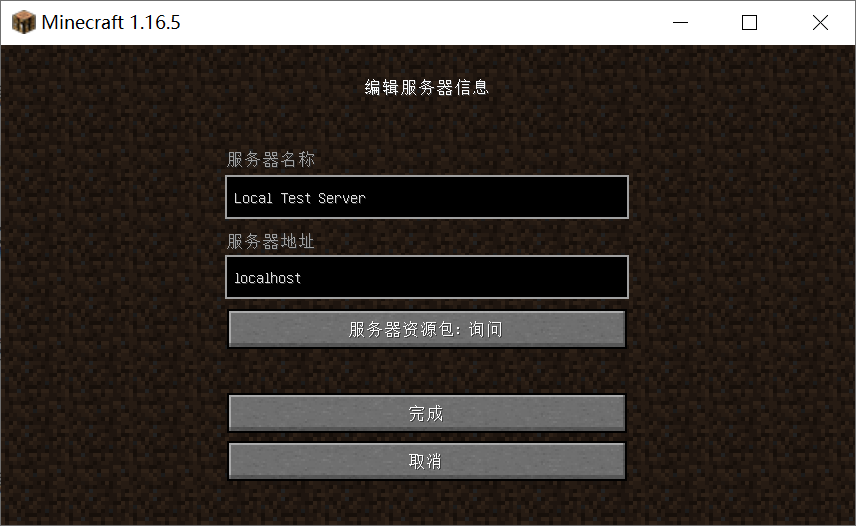 Minecraft 1.16.5
编辑服务器信息
服务器名称
Local Test Server
服务器地址
localhost
服务器资源包: 询问
完成
取消